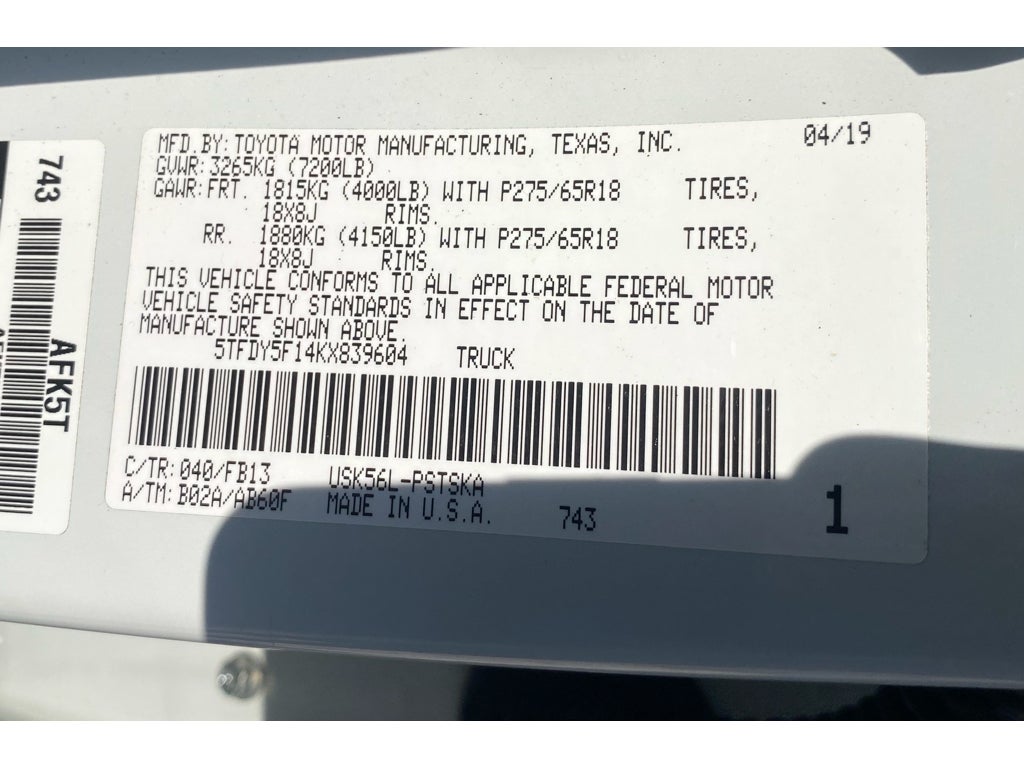 MFD.BY: TOYOTA MOTOR MANUFACTURING, TEXAS, INC. 04/19
GVWR: 3265KG (7200LB)
GAWR: FRT. 1815KG (4000LB) WITH P275/65R18 TIRES,
18X8J RIMS.
RR. 1880KG (4150LB) WITH P275/65R18 TIRES,
18X8J RIMS.
THIS VEHICLE CONFORMS TO ALL APPLICABLE FEDERAL MOTOR
VEHICLE SAFETY STANDARDS IN EFFECT ON THE DATE OF
MANUFACTURE SHOWN ABOVE.
5TFDY5F14KX839604 TRUCK
C/TR: 040/FB13 USK56L-PSTSKA
A/TM: B02A/AB60F MADE IN U.S.A. 743 1
743
AFK5T